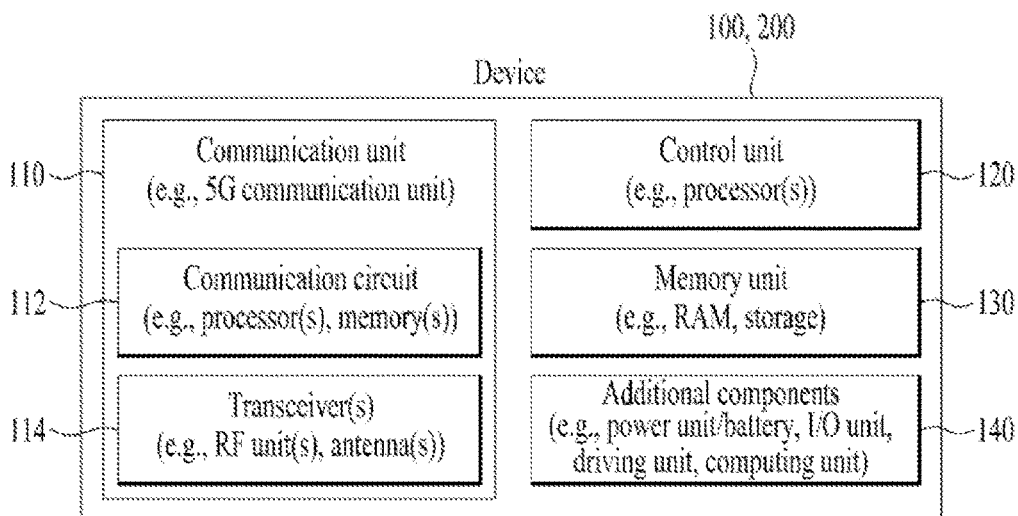 100, 200
Device
110
Communication unit
(e.g., 5G communication unit)
112
Communication circuit
(e.g., processor(s), memory(s))
114
Transceiver(s)
(e.g., RF unit(s), antenna(s))
Control unit
(e.g., processor(s))
120
Memory unit
(e.g., RAM, storage)
130
Additional components
(e.g., power unit/battery, I/O unit,
driving unit, computing unit)
140